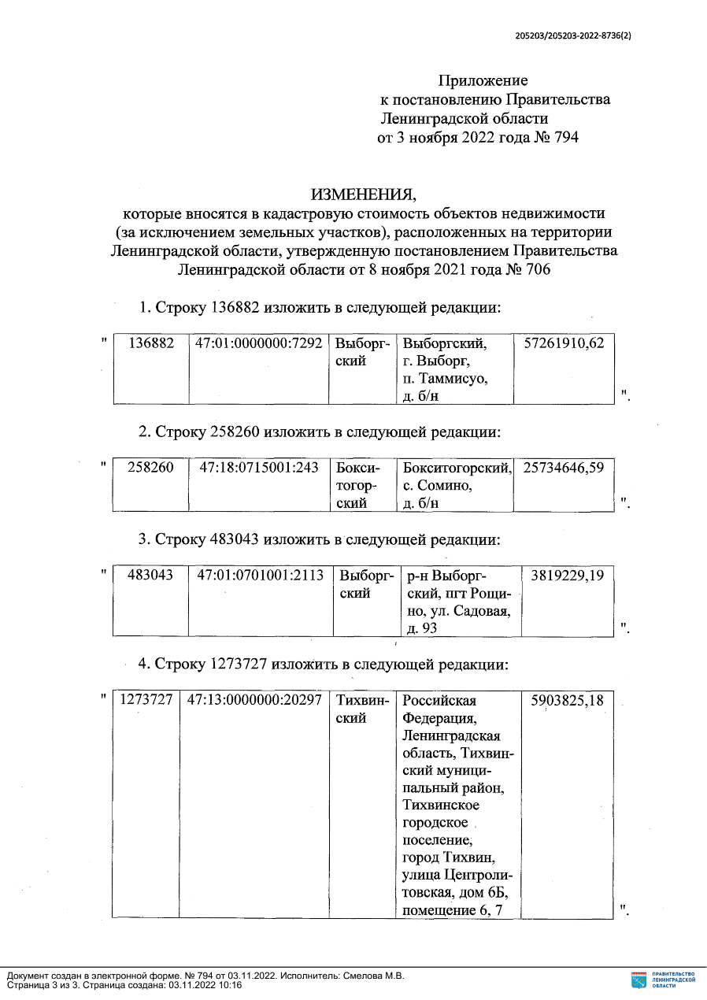 205203/205203-2022-8736(2)
Приложение
к постановлению Правительства
Ленинградской области
от 3 ноября 2022 года № 794
ИЗМЕНЕНИЯ,
которые вносятся в кадастровую стоимость объектов недвижимости
(за исключением земельных участков), расположенных на территории
Ленинградской области, утвержденную постановлением Правительства
Ленинградской области от 8 ноября 2021 года № 706
1. Строку 136882 изложить в следующей редакции:
" 136882 47:01:0000000:7292 Выборг- Выборгский, 57261910,62
ский г. Выборг,
п. Таммисуо,
д. б/н ".
2. Строку 258260 изложить в следующей редакции:
" 258260 47:18:0715001:243 Бокси- Бокситогорский, 25734646,59
тогор- с. Сомино,
ский д. б/н ".
3. Строку 483043 изложить в следующей редакции:
" 483043 47:01:0701001:2113 Выборг- р-н Выборг- 3819229,19
ский ский, пгт Рощи-
но, ул. Садовая,
д. 93 ".
4. Строку 1273727 изложить в следующей редакции:
" 1273727 47:13:0000000:20297 Тихвин- Российская 5903825,18
ский Федерация,
Ленинградская
область, Тихвин-
ский муници-
пальный район,
Тихвинское
городское
поселение,
город Тихвин,
улица Центроли-
товская, дом 6Б,
помещение 6, 7 ".
Документ создан в электронной форме. № 794 от 03.11.2022. Исполнитель: Смелова М.В.
Страница 3 из 3. Страница создана: 03.11.2022 10:16
ПРАВИТЕЛЬСТВО
ЛЕНИНГРАДСКОЙ
ОБЛАСТИ